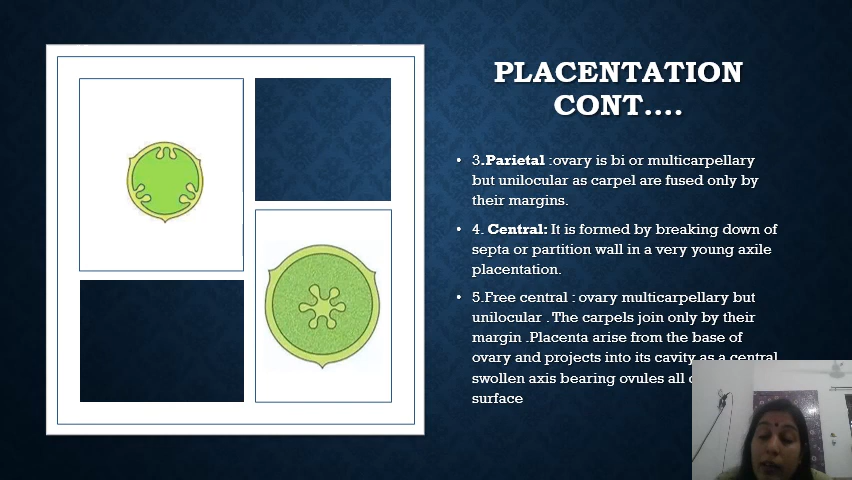 PLACENTATION
CONT....
• 3.Parietal :ovary is bi or multicarpellary
but unilocular as carpel are fused only by
their margins.
• 4. Central: It is formed by breaking down of
septa or partition wall in a very young axile
placentation.
• 5.Free central : ovary multicarpellary but
unilocular . The carpels join only by their
margin .Placenta arise from the base of
ovary and projects into its cavity as a central
swollen axis bearing ovules all
surface